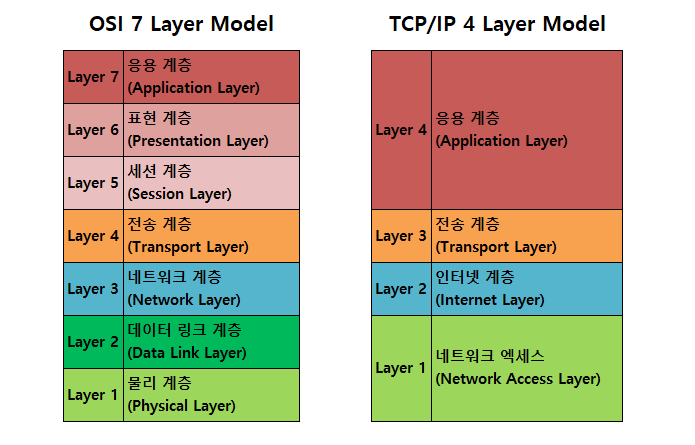 OSI 7 Layer Model
Layer 7
응용 계층
(Application Layer)
Layer 6
표현 계층
(Presentation Layer)
Layer 5
세션 계층
(Session Layer)
Layer 4
전송 계층
(Transport Layer)
Layer 3
네트워크 계층
(Network Layer)
Layer 2
데이터 링크 계층
(Data Link Layer)
Layer 1
물리 계층
(Physical Layer)
TCP/IP 4 Layer Model
Layer 4
응용 계층
(Application Layer)
Layer 3
전송 계층
(Transport Layer)
Layer 2
인터넷 계층
(Internet Layer)
Layer 1
네트워크 엑세스
(Network Access Layer)